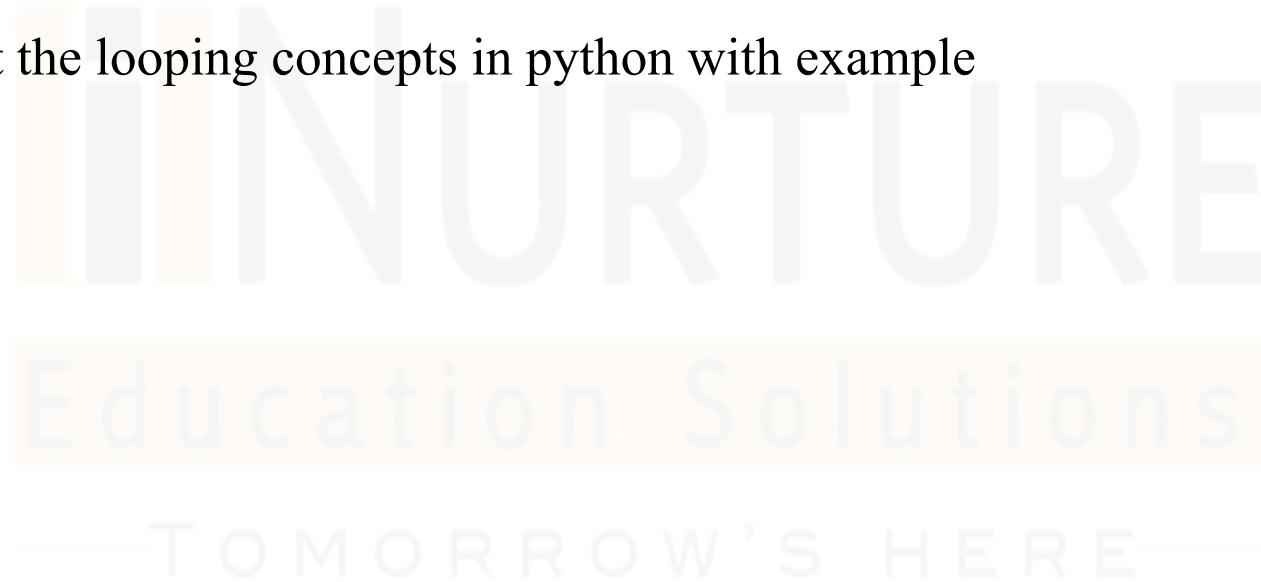 the looping concepts in python with example
NURTURE
Education Solutions
TOMORROW'S HERE